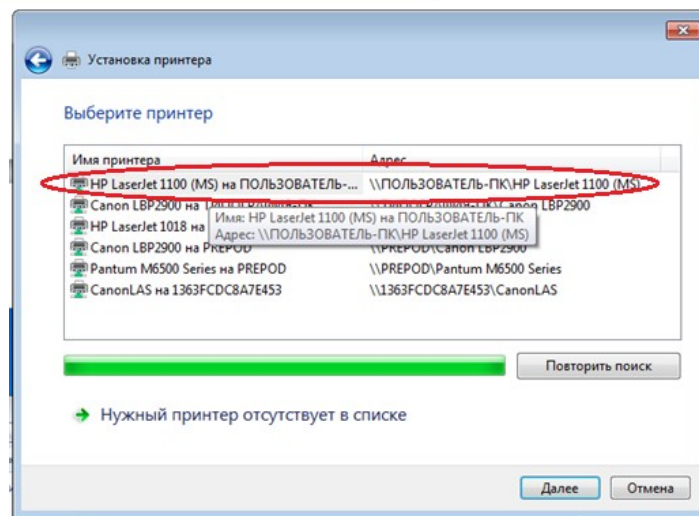 Установка принтера
Выберите принтер
Имя принтера Адрес
HP LaserJet 1100 (MS) на ПОЛЬЗОВАТЕЛЬ-... \\ПОЛЬЗОВАТЕЛЬ-ПК\HP LaserJet 1100 (MS)
Canon LBP2900 на LBP2900
Имя: HP LaserJet 1100 (MS) на ПОЛЬЗОВАТЕЛЬ-ПК
HP LaserJet 1018 на
Адрес: \\ПОЛЬЗОВАТЕЛЬ-ПК\HP LaserJet 1100 (MS)
Canon LBP2900 на PREPOD \\PREPOD\Canon LBP2900
Pantum M6500 Series на PREPOD \\PREPOD\Pantum M6500 Series
CanonLAS на 1363FCDC8A7E453 \\1363FCDC8A7E453\CanonLAS
Повторить поиск
Нужный принтер отсутствует в списке
Далее Отмена